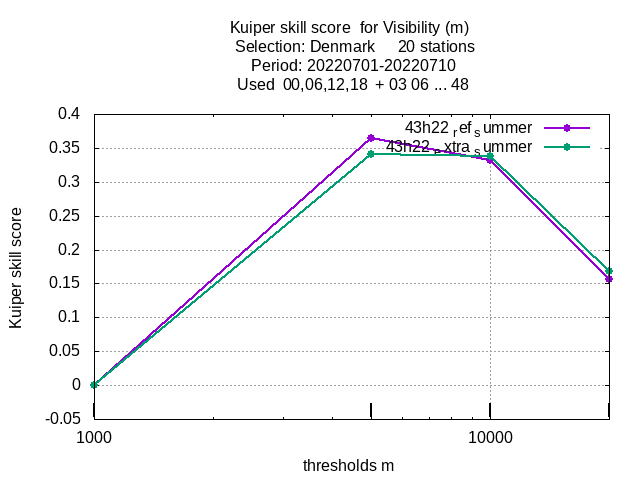 Kuiper skill score  for Visibility (m)
Selection: Denmark     20 stations
Period: 20220701-20220710
Used  00,06,12,18  + 03 06 ... 48
43h22 ref summer
43h22 extra summer
0.4
0.35
0.3
0.25
0.2
0.15
0.1
0.05
0
-0.05
Kuiper skill score
1000
10000
thresholds m